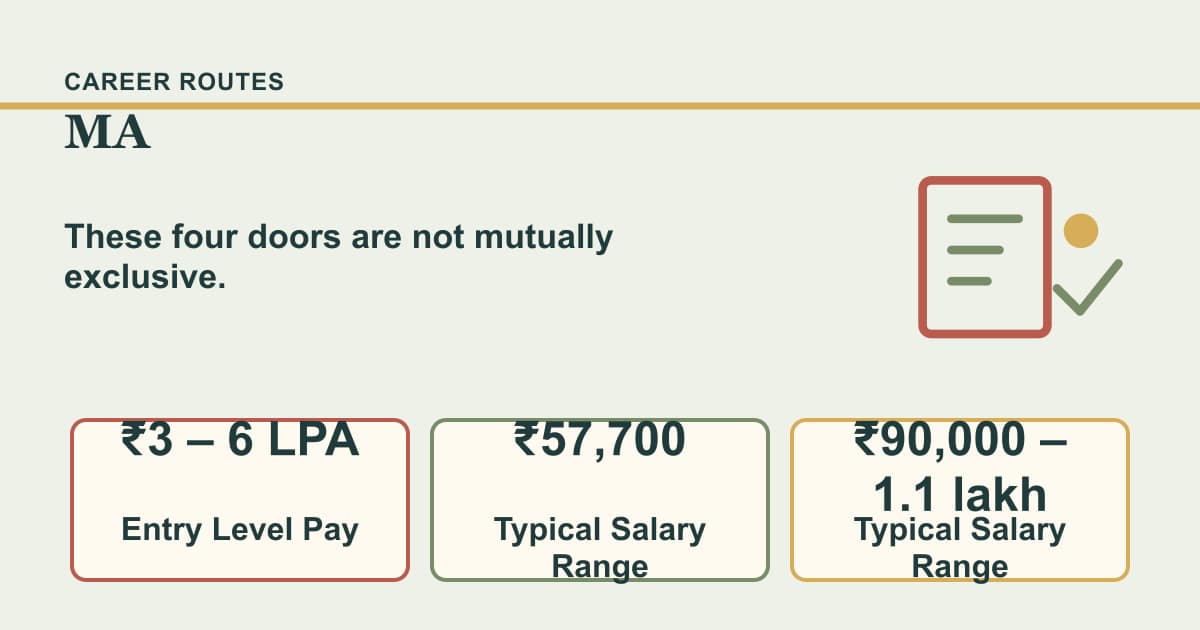 CAREER ROUTES
MA
These four doors are not mutually
exclusive.
₹3 – 6 LPA
Entry Level Pay
₹57,700
Typical Salary
Range
₹90,000 –
1.1 lakh
Typical Salary
Range